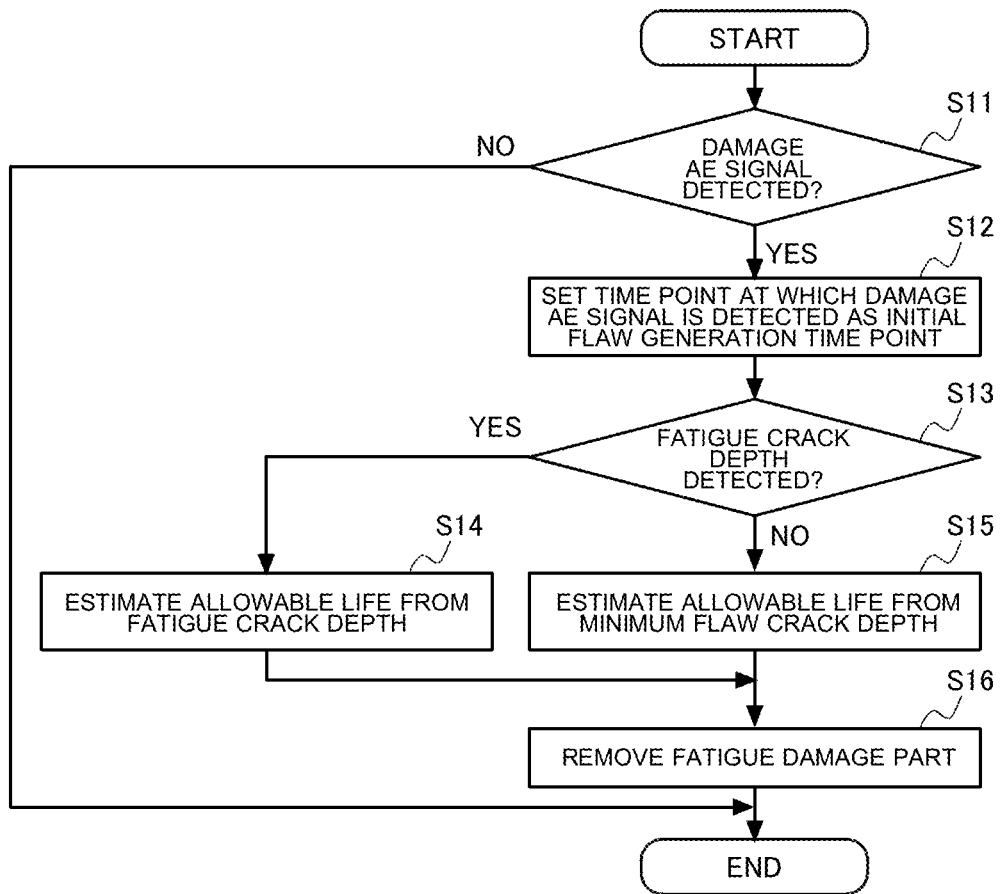 START
S11
NO
DAMAGE
AE SIGNAL
DETECTED?
S12
YES
SET TIME POINT AT WHICH DAMAGE
AE SIGNAL IS DETECTED AS INITIAL
FLAW GENERATION TIME POINT
S13
YES
FATIGUE CRACK
DEPTH
DETECTED?
S14
NO
S15
ESTIMATE ALLOWABLE LIFE FROM
FATIGUE CRACK DEPTH
ESTIMATE ALLOWABLE LIFE FROM
MINIMUM FLAW CRACK DEPTH
S16
REMOVE FATIGUE DAMAGE PART
END